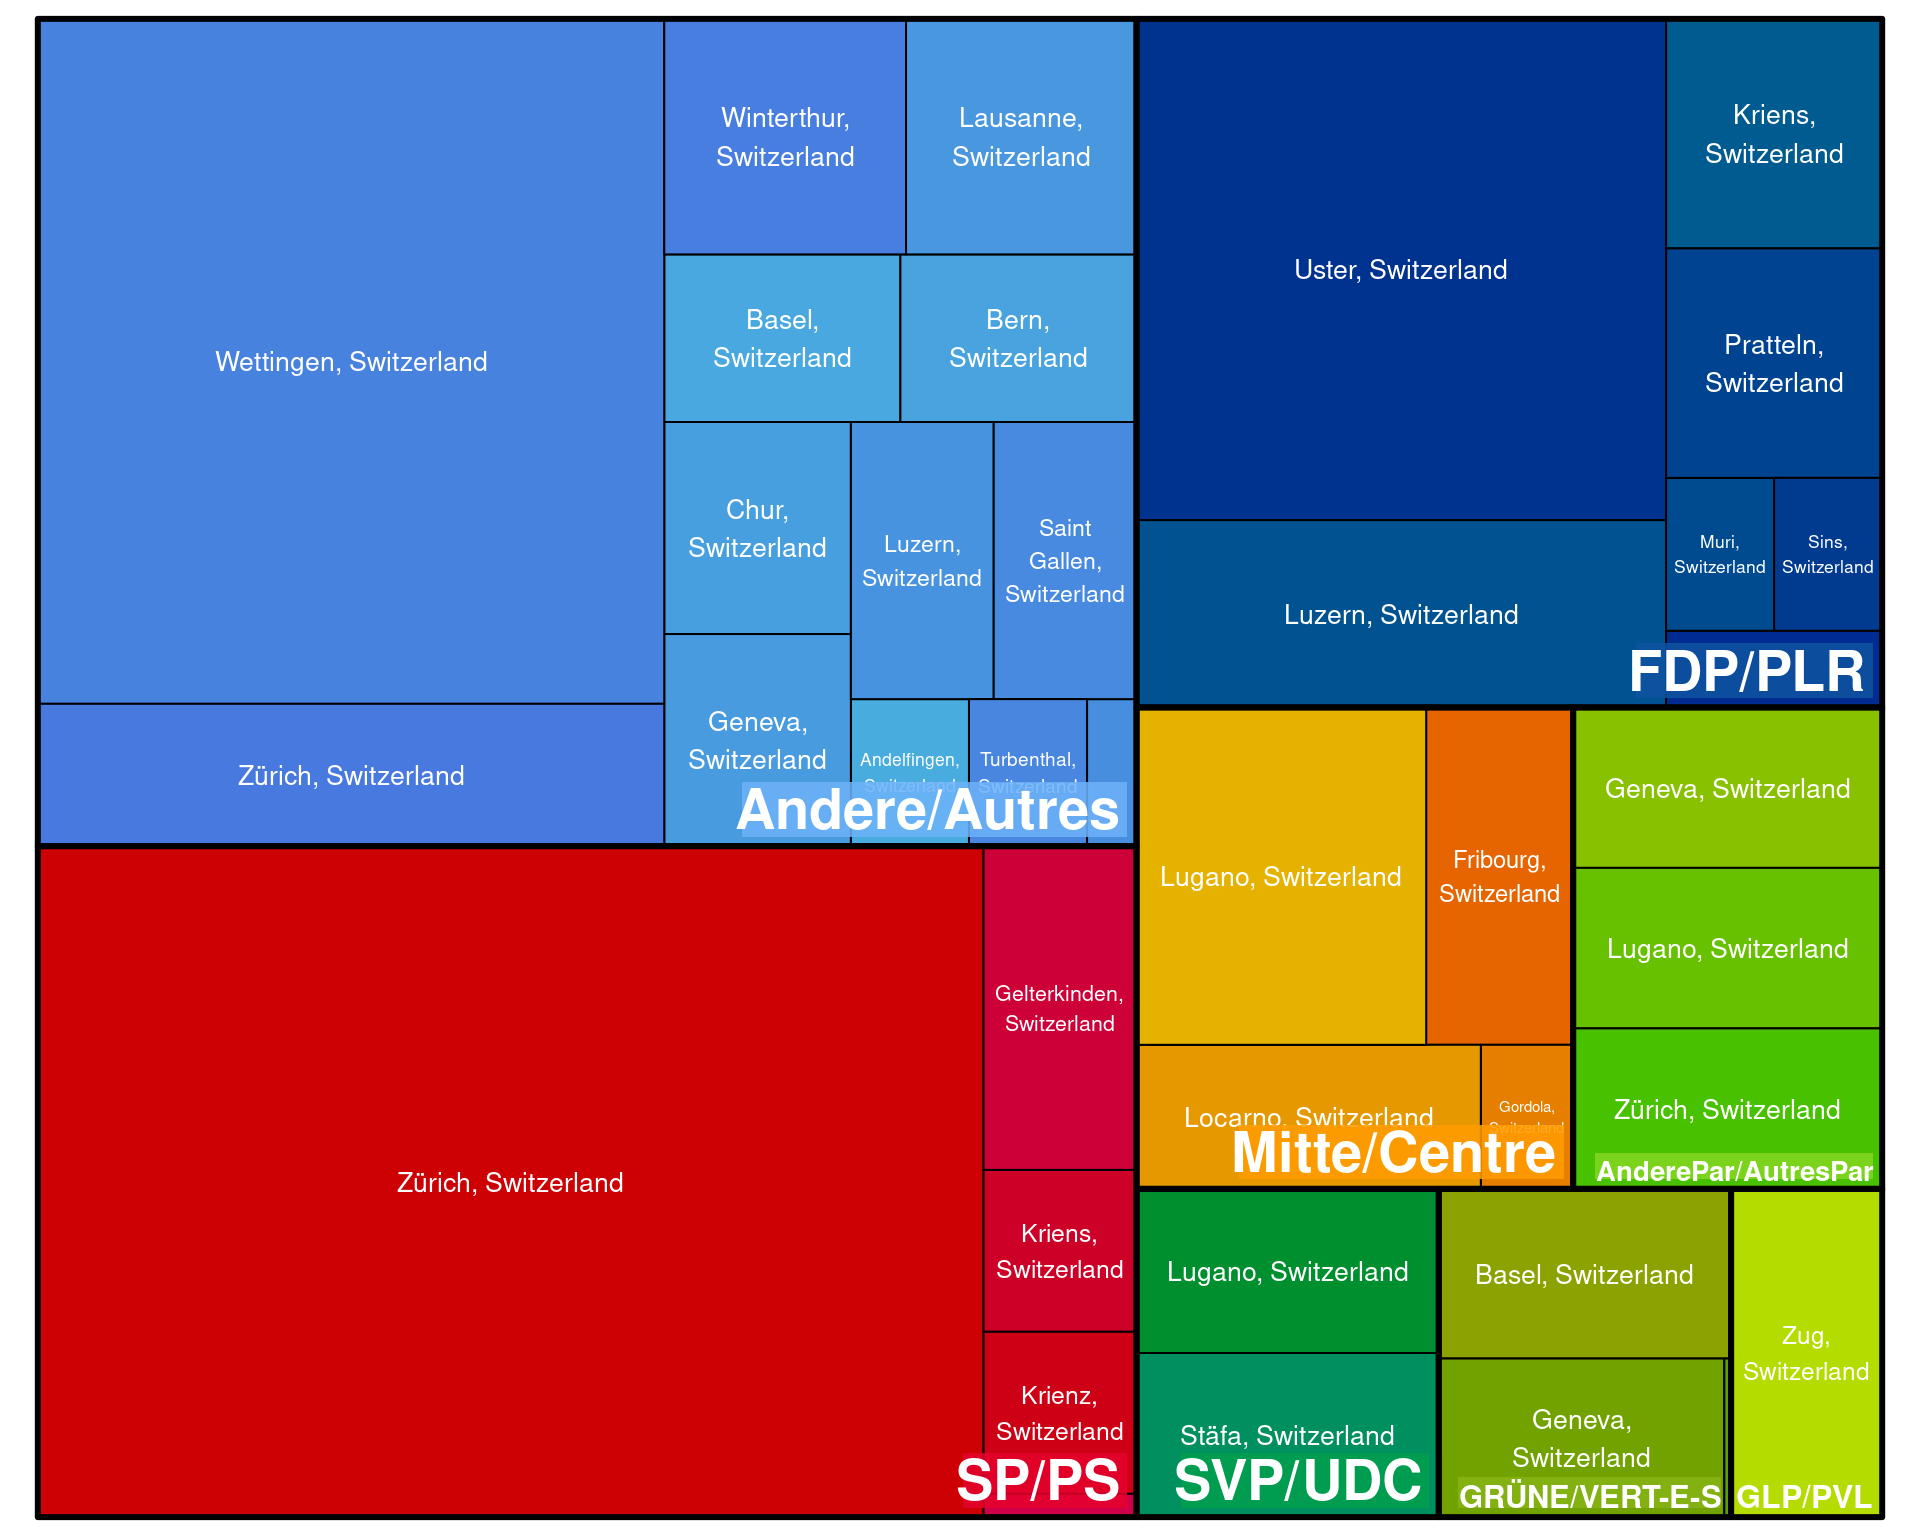 Wettingen, Switzerland
Zürich, Switzerland
Winterthur,
Switzerland
Lausanne,
Switzerland
Basel,
Switzerland
Bern,
Switzerland
Chur,
Switzerland
Luzern,
Switzerland
Saint
Gallen,
Switzerland
Geneva,
Switzerland
Andelfingen,
Switzerland
Turbenthal,
Switzerland
Andere/Autres
Uster, Switzerland
Kriens,
Switzerland
Pratteln,
Switzerland
Muri,
Switzerland
Sins,
Switzerland
Luzern, Switzerland
FDP/PLR
Zürich, Switzerland
Gelterkinden,
Switzerland
Kriens,
Switzerland
Krienz,
Switzerland
SP/PS
Lugano, Switzerland
Fribourg,
Switzerland
Locarno, Switzerland
Gordola,
Switzerland
Mitte/Centre
Geneva, Switzerland
Lugano, Switzerland
Zürich, Switzerland
AnderePar/AutresPar
Lugano, Switzerland
Stäfa, Switzerland
SVP/UDC
Basel, Switzerland
Geneva,
Switzerland
GRÜNE/VERT-E-S
Zug,
Switzerland
GLP/PVL